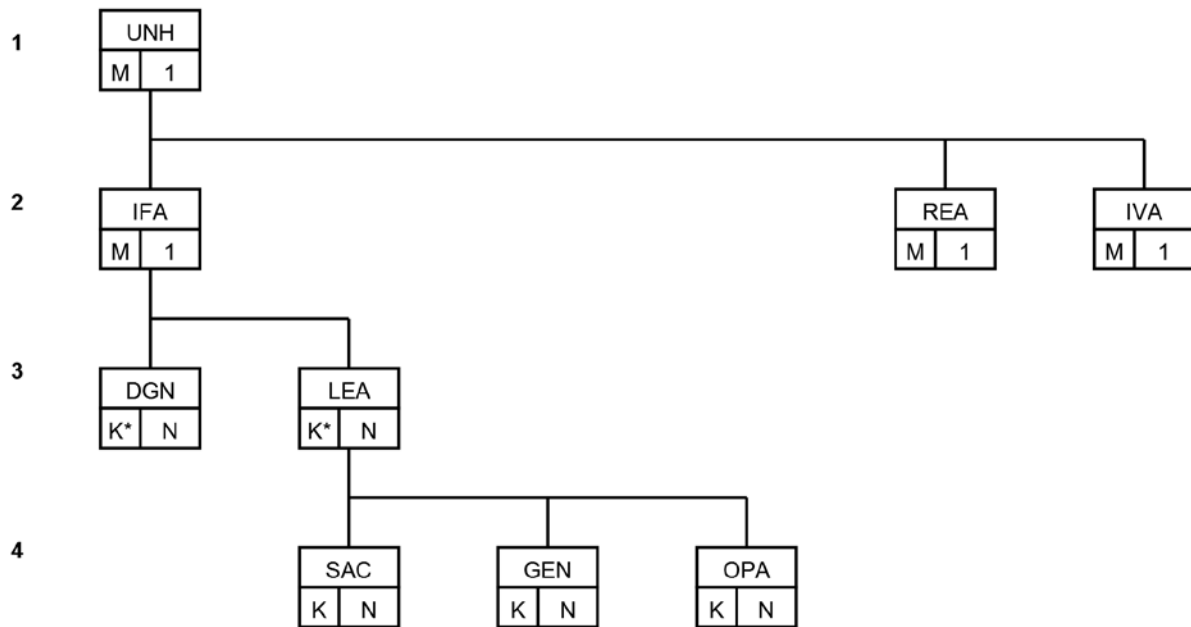 1
UNH
M 1
2
IFA REA IVA
M 1 M 1 M 1
3
DGN LEA
K* N K* N
4
SAC GEN OPA
K N K N K N